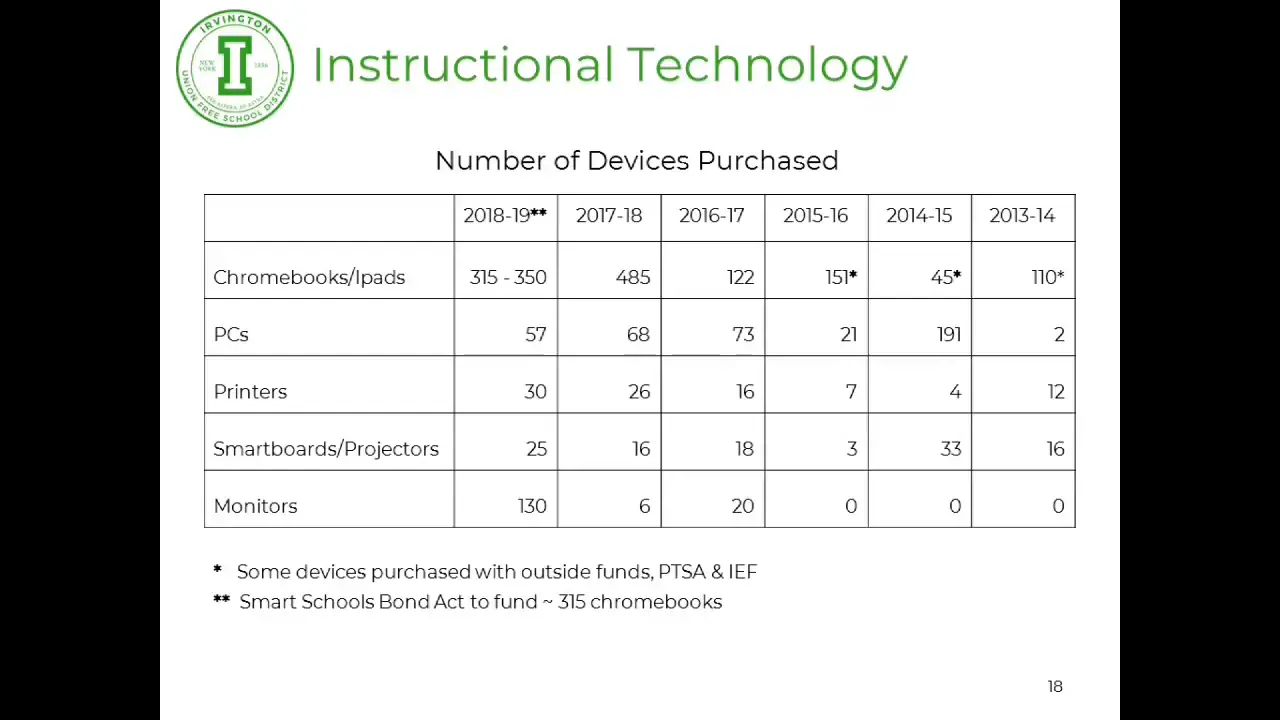 IRVINGTON
NEW YORK
UNION FREE SCHOOL DISTRICT
Instructional Technology
Number of Devices Purchased
2018-19** 2017-18 2016-17 2015-16 2014-15 2013-14
Chromebooks/Ipads 315 - 350 485 122 151* 45* 110*
PCs 57 68 73 21 191 2
Printers 30 26 16 7 4 12
Smartboards/Projectors 25 16 18 3 33 16
Monitors 130 6 20 0 0 0
* Some devices purchased with outside funds, PTSA & IEF
** Smart Schools Bond Act to fund ~ 315 chromebooks
18